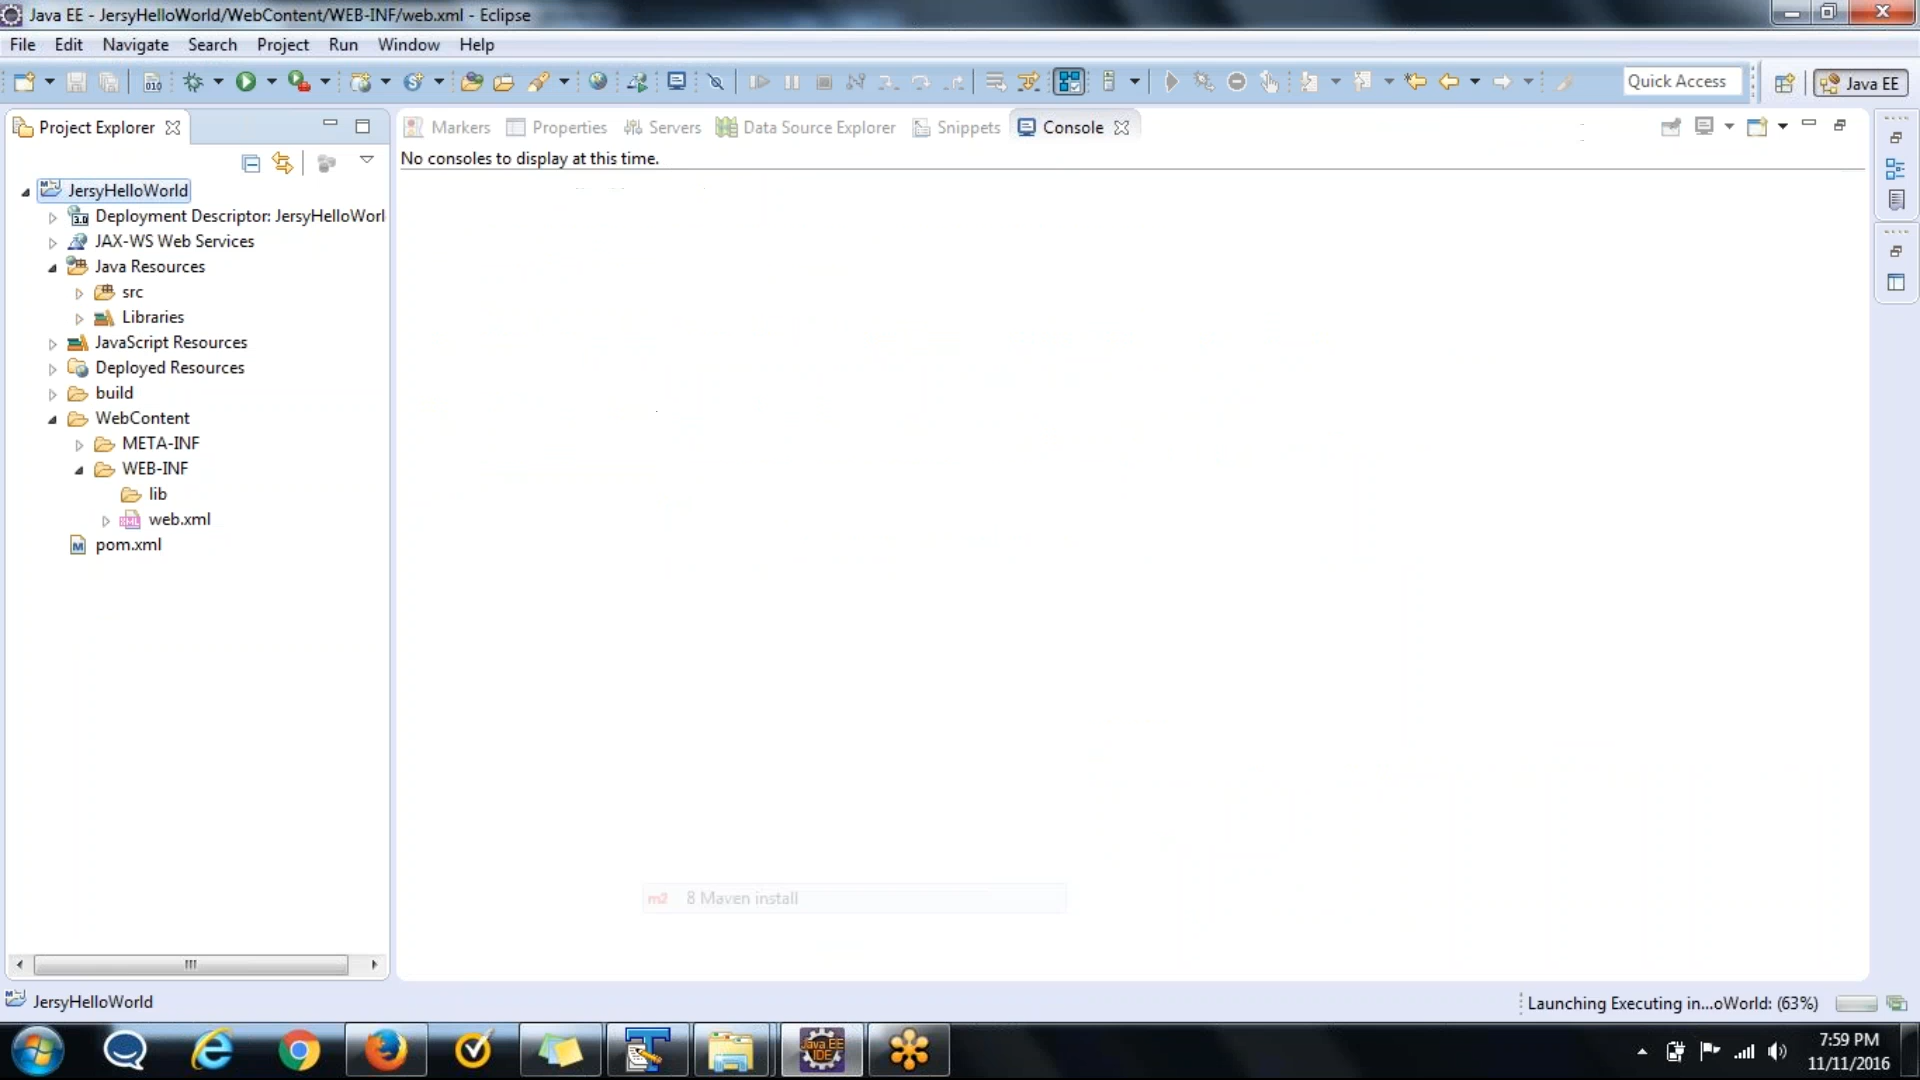 Java EE - JersyHelloWorld/WebContent/WEB-INF/web.xml - Eclipse
File Edit Navigate Search Project Run Window Help
Quick Access
Java EE
Project Explorer
Markers Properties Servers Data Source Explorer Snippets Console
No consoles to display at this time.
JersyHelloWorld
Deployment Descriptor: JersyHelloWorl
JAX-WS Web Services
Java Resources
src
Libraries
JavaScript Resources
Deployed Resources
build
WebContent
META-INF
WEB-INF
lib
web.xml
pom.xml
m2 8 Maven install
JersyHelloWorld
Launching Executing in...oWorld: (63%)
Java EE
IDE
7:59 PM
11/11/2016